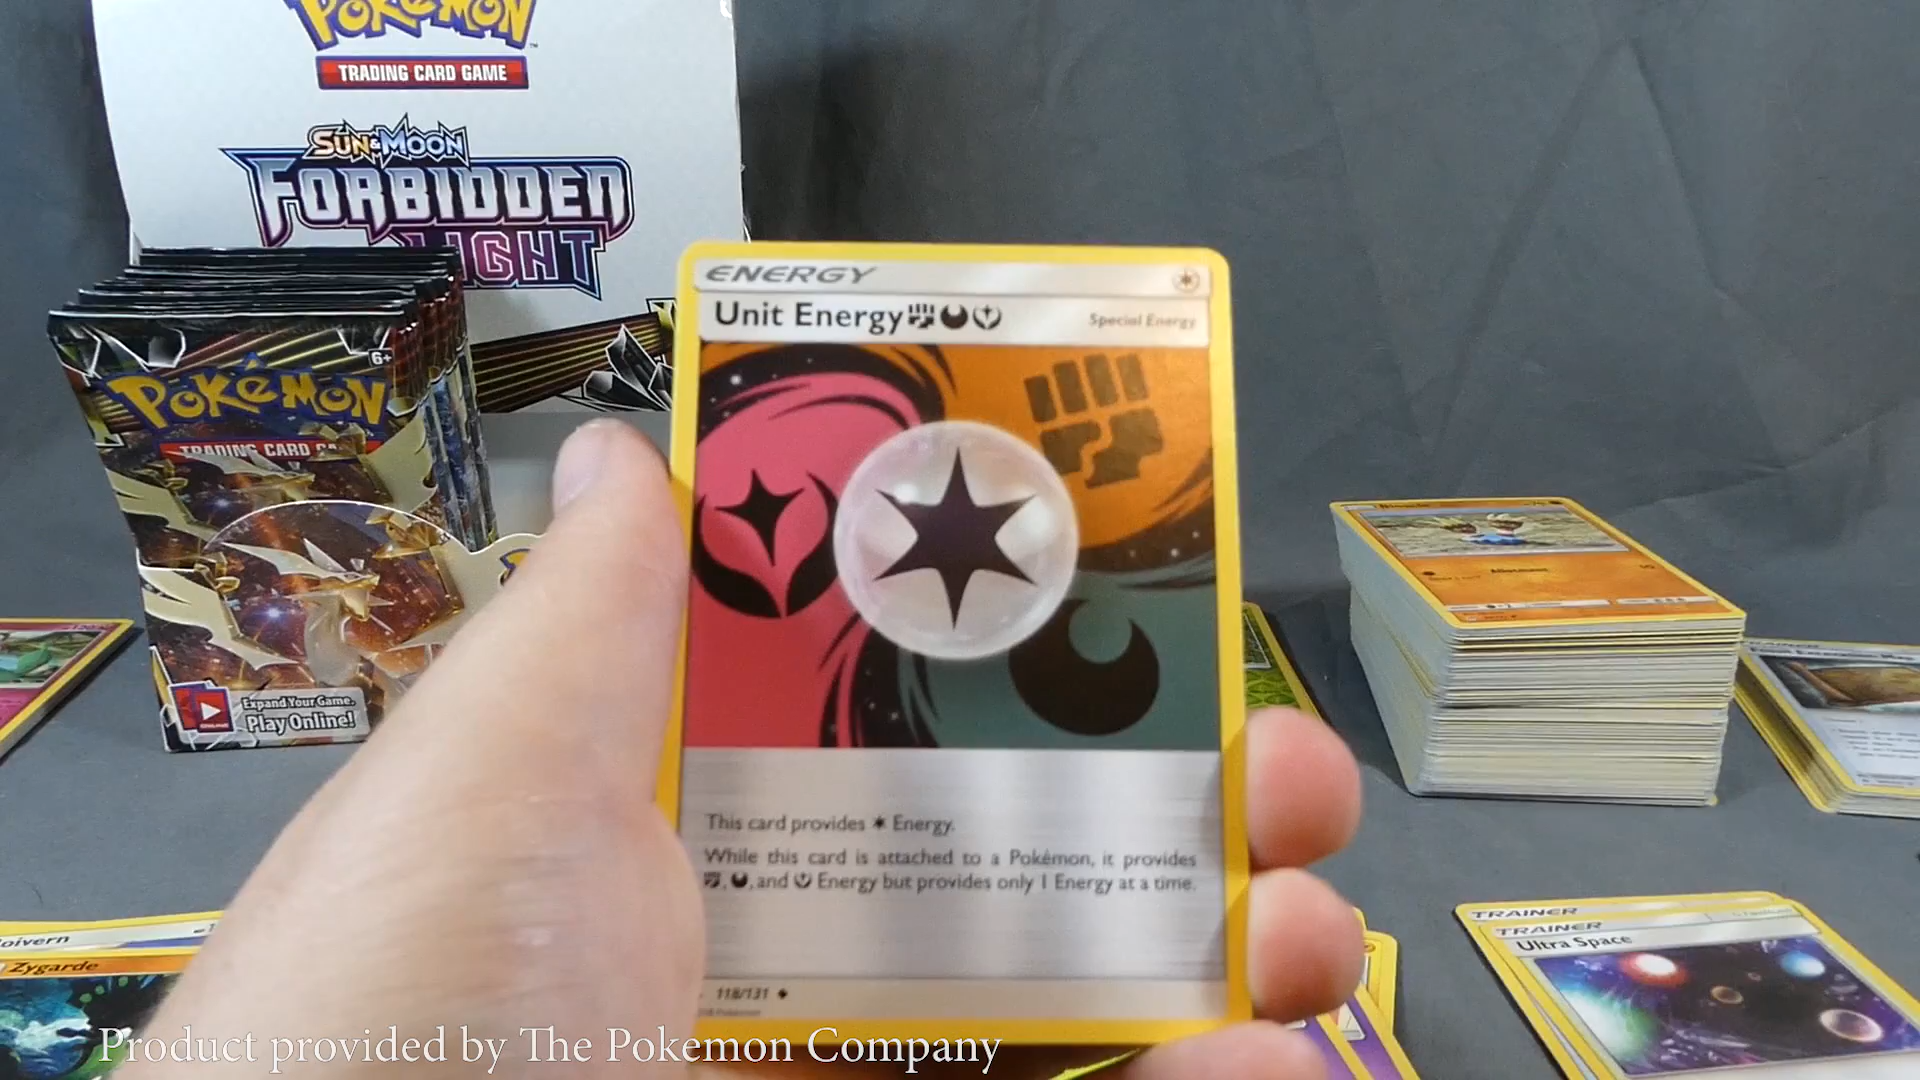 POKéMON
TRADING CARD GAME
SUN & MOON
FORBIDDEN
LIGHT
6+
POKéMON
TRADING CARD GA
Expand Your Game.
Play Online!
ENERGY
Unit Energy
Special Energy
This card provides ✶ Energy.
While this card is attached to a Pokémon, it provides
, , and Energy but provides only 1 Energy at a time.
118/131 ◆
oivern
Zygarde
TRAINER
TRAINER
Ultra Space
Product provided by The Pokemon Company